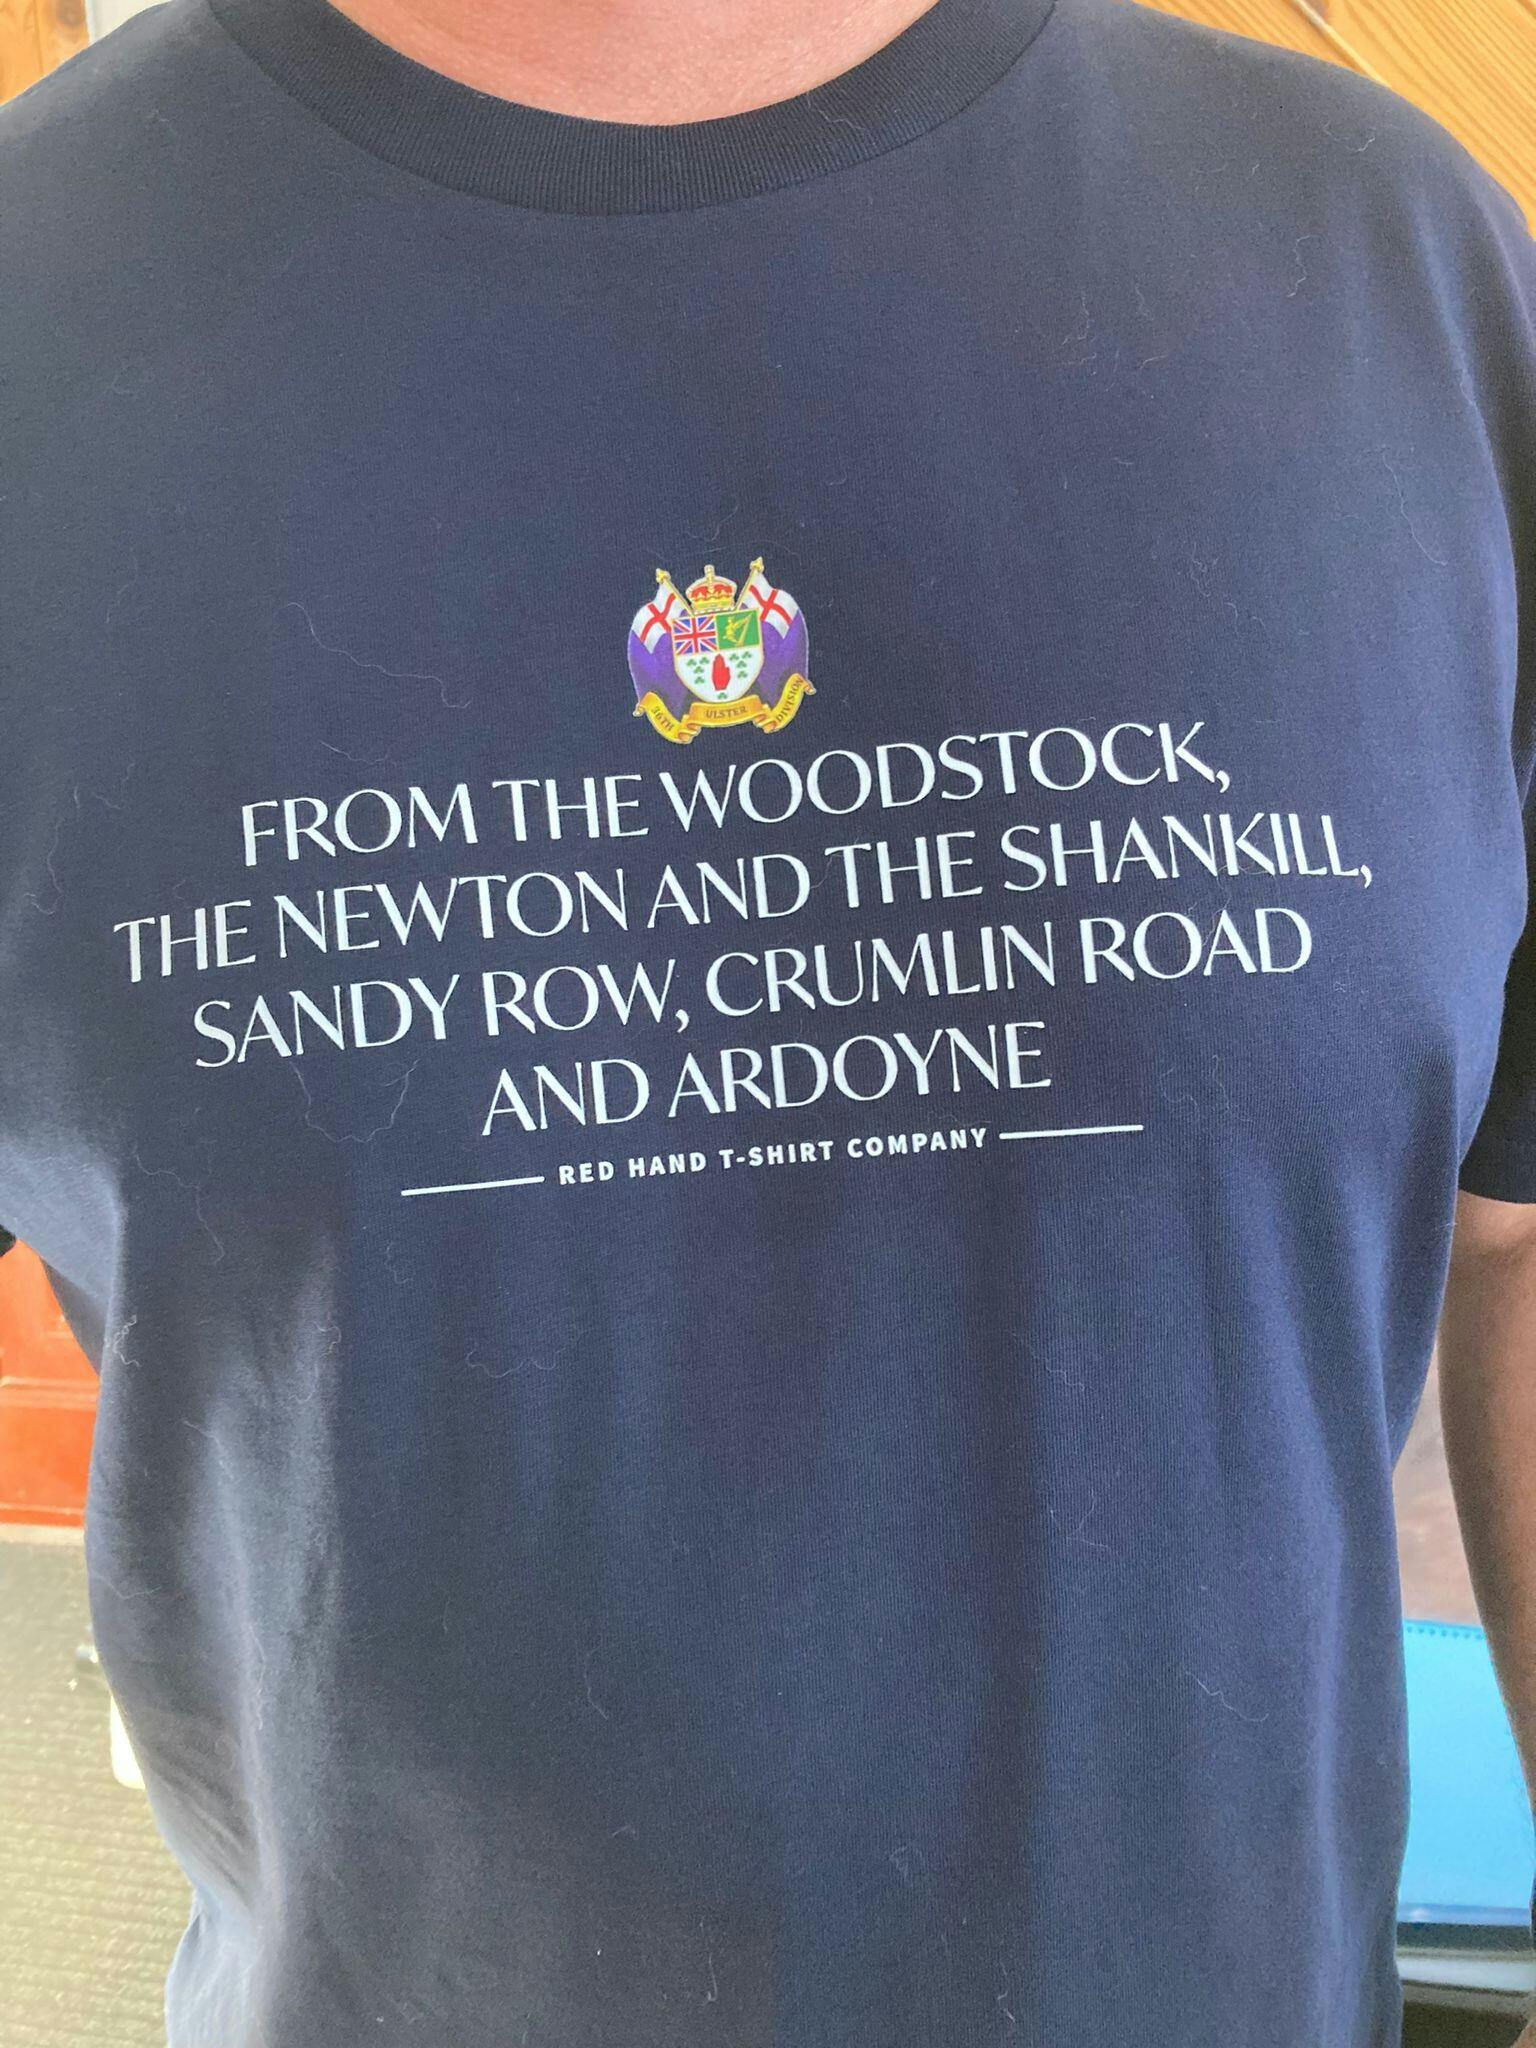 36TH ULSTER DIVISION
FROM THE WOODSTOCK,
THE NEWTON AND THE SHANKILL,
SANDY ROW, CRUMLIN ROAD
AND ARDOYNE
RED HAND T-SHIRT COMPANY